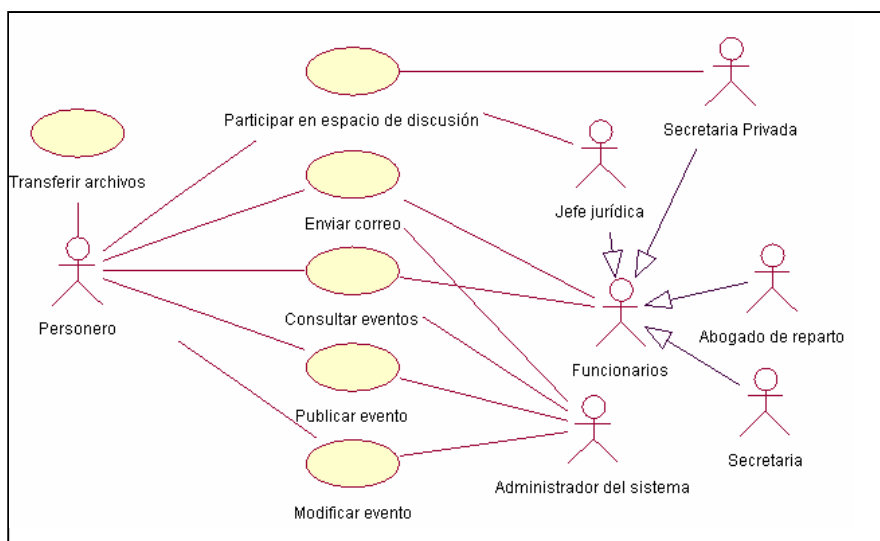 Participar en espacio de discusión
Secretaria Privada
Transferir archivos
Jefe jurídica
Enviar correo
Personero
Consultar eventos
Abogado de reparto
Funcionarios
Publicar evento
Secretaria
Administrador del sistema
Modificar evento